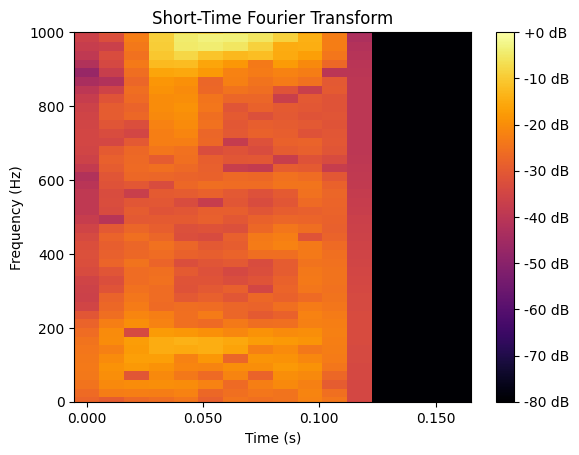 Short-Time Fourier Transform
1000
800
600
400
200
0
Frequency (Hz)
0.000
0.050
0.100
0.150
Time (s)
+0 dB
-10 dB
-20 dB
-30 dB
-40 dB
-50 dB
-60 dB
-70 dB
-80 dB